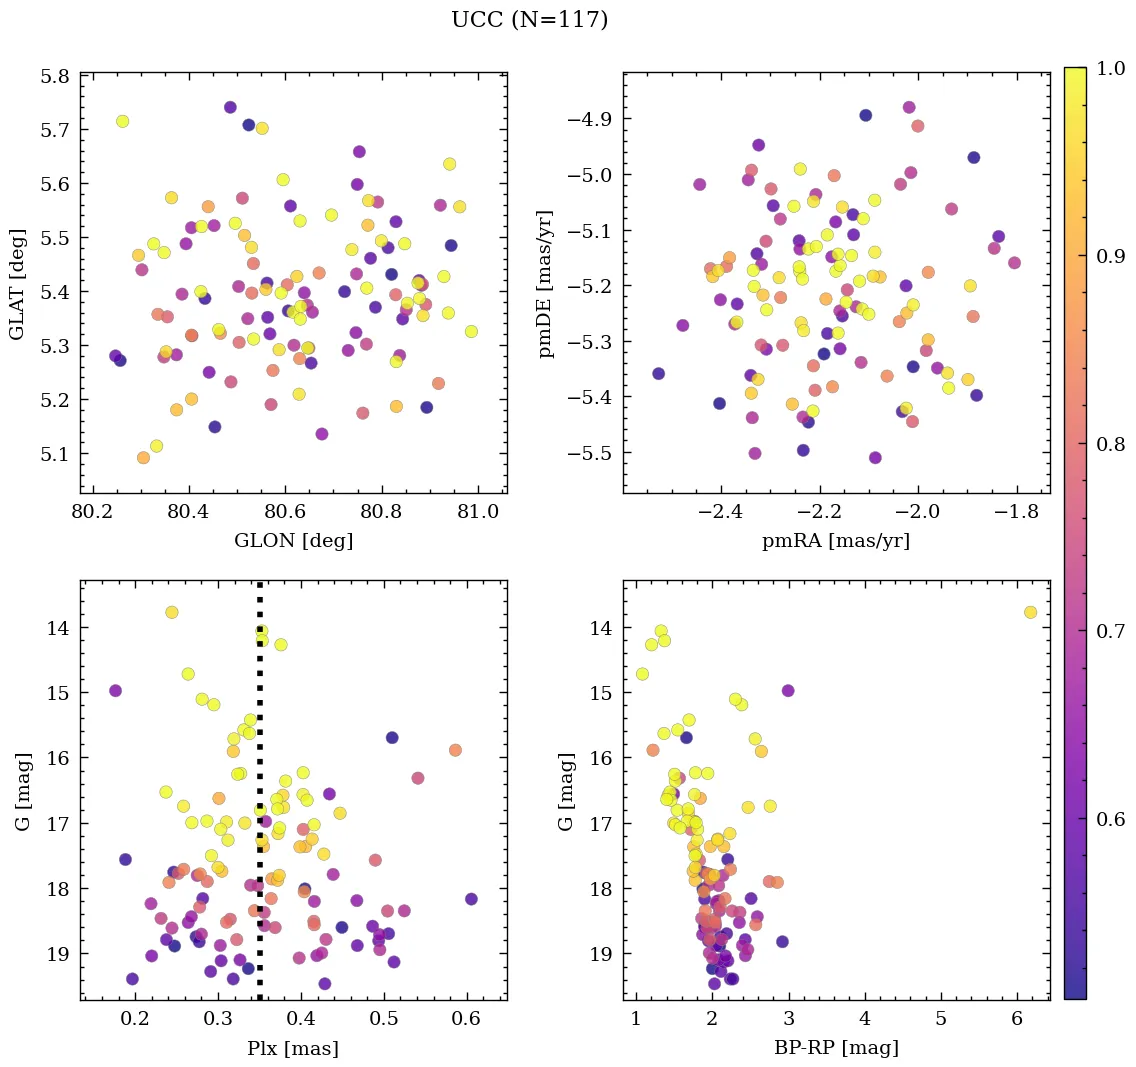 UCC (N=117)
5.8
5.7
5.6
5.5
5.4
5.3
5.2
5.1
GLAT [deg]
80.2 80.4 80.6 80.8 81.0
GLON [deg]
−4.9
−5.0
−5.1
−5.2
−5.3
−5.4
−5.5
pmDE [mas/yr]
−2.4 −2.2 −2.0 −1.8
pmRA [mas/yr]
14
15
16
17
18
19
G [mag]
0.2 0.3 0.4 0.5 0.6
Plx [mas]
14
15
16
17
18
19
G [mag]
1 2 3 4 5 6
BP-RP [mag]
1.0
0.9
0.8
0.7
0.6